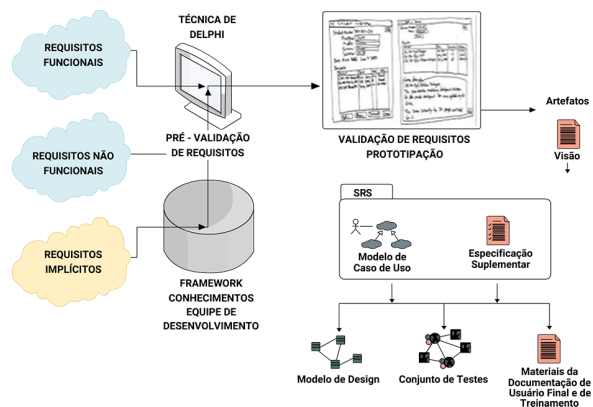 REQUISITOS
FUNCIONAIS
TÉCNICA DE
DELPHI
PRÉ - VALIDAÇÃO
DE REQUISITOS
REQUISITOS NÃO
FUNCIONAIS
REQUISITOS
IMPLÍCITOS
FRAMEWORK
CONHECIMENTOS
EQUIPE DE
DESENVOLVIMENTO
VALIDAÇÃO DE REQUISITOS
PROTOTIPAÇÃO
Artefatos
Visão
SRS
Modelo de
Caso de Uso
Especificação
Suplementar
Modelo de Design
Conjunto de Testes
Materiais da
Documentação de
Usuário Final e de
Treinamento